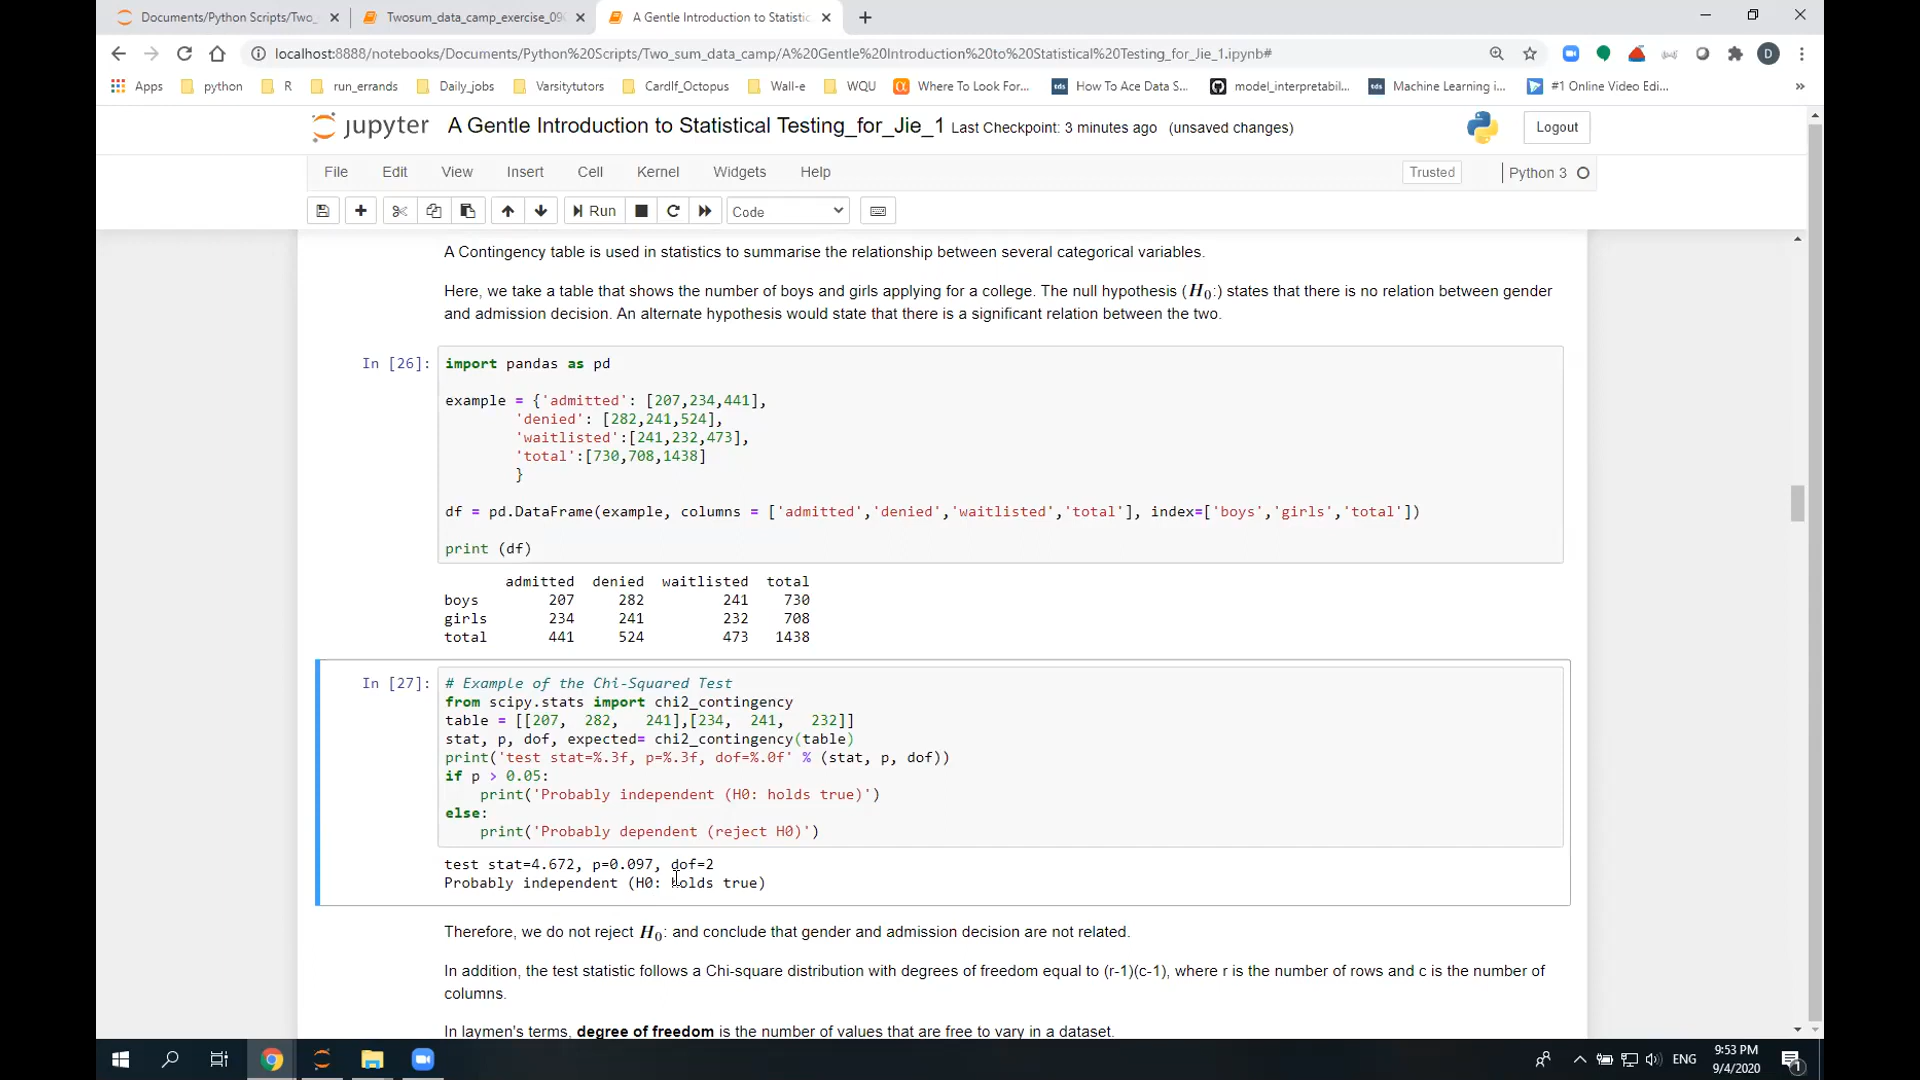 Documents/Python Scripts/Two_
Twosum_data_camp_exercise_090
A Gentle Introduction to Statistic
localhost:8888/notebooks/Documents/Python%20Scripts/Two_sum_data_camp/A%20Gentle%20Introduction%20to%20Statistical%20Testing_for_Jie_1.ipynb#
D
Apps python R run_errands Daily_jobs Varsitytutors Cardlf_Octopus Wall-e WQU Where To Look For... How To Ace Data S... model_interpretabil... Machine Learning i... #1 Online Video Edi... »
jupyter A Gentle Introduction to Statistical Testing_for_Jie_1 Last Checkpoint: 3 minutes ago (unsaved changes) Logout
File Edit View Insert Cell Kernel Widgets Help Trusted Python 3
Run Code
A Contingency table is used in statistics to summarise the relationship between several categorical variables.
Here, we take a table that shows the number of boys and girls applying for a college. The null hypothesis (H0:) states that there is no relation between gender
and admission decision. An alternate hypothesis would state that there is a significant relation between the two.
In [26]: import pandas as pd
example = {'admitted': [207,234,441],
'denied': [282,241,524],
'waitlisted':[241,232,473],
'total':[730,708,1438]
}
df = pd.DataFrame(example, columns = ['admitted','denied','waitlisted','total'], index=['boys','girls','total'])
print (df)
admitted denied waitlisted total
boys 207 282 241 730
girls 234 241 232 708
total 441 524 473 1438
In [27]: # Example of the Chi-Squared Test
from scipy.stats import chi2_contingency
table = [[207, 282, 241],[234, 241, 232]]
stat, p, dof, expected= chi2_contingency(table)
print('test stat=%.3f, p=%.3f, dof=%.0f' % (stat, p, dof))
if p > 0.05:
print('Probably independent (H0: holds true)')
else:
print('Probably dependent (reject H0)')
test stat=4.672, p=0.097, dof=2
Probably independent (H0: holds true)
Therefore, we do not reject H0: and conclude that gender and admission decision are not related.
In addition, the test statistic follows a Chi-square distribution with degrees of freedom equal to (r-1)(c-1), where r is the number of rows and c is the number of
columns.
In laymen's terms, degree of freedom is the number of values that are free to vary in a dataset.
ENG
9:53 PM
9/4/2020
1